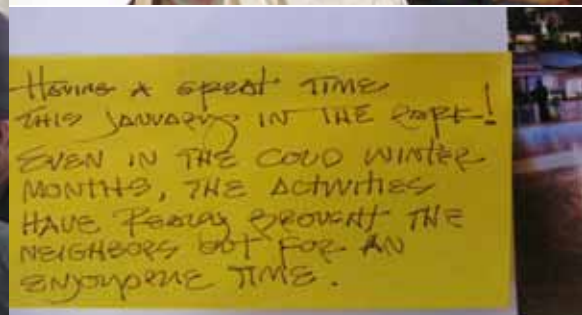 HAVING A GREAT TIME
THIS JANUARY IN THE PARK!
EVEN IN THE COLD WINTER
MONTHS, THE ACTIVITIES
HAVE REALLY BROUGHT THE
NEIGHBORS OUT FOR AN
ENJOYABLE TIME.